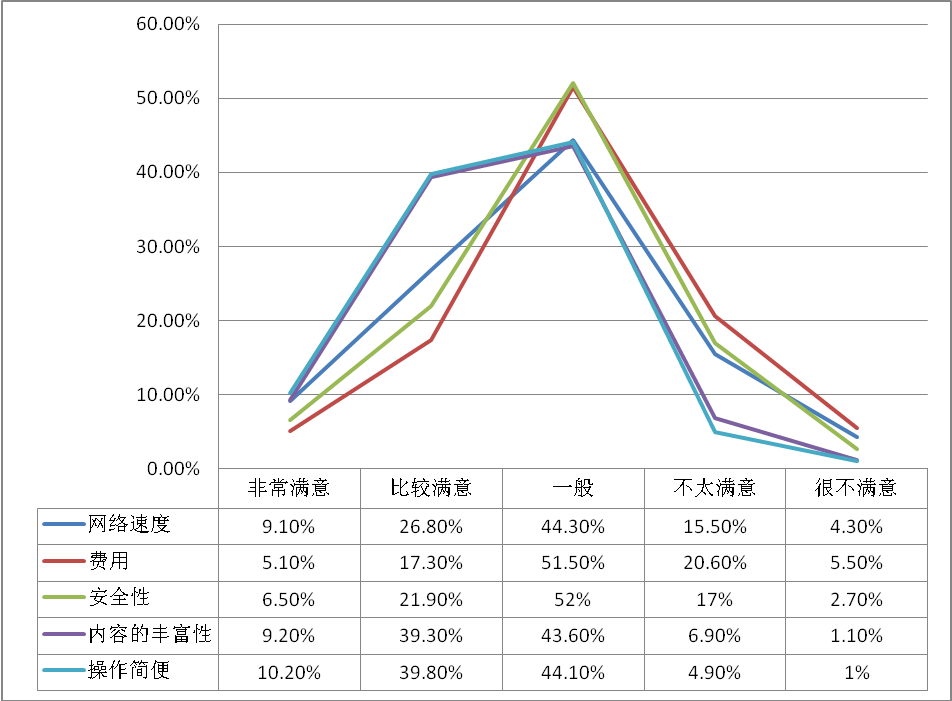 60.00%
50.00%
40.00%
30.00%
20.00%
10.00%
0.00%
非常满意 比较满意 一般 不太满意 很不满意
网络速度 9.10% 26.80% 44.30% 15.50% 4.30%
费用 5.10% 17.30% 51.50% 20.60% 5.50%
安全性 6.50% 21.90% 52% 17% 2.70%
内容的丰富性 9.20% 39.30% 43.60% 6.90% 1.10%
操作简便 10.20% 39.80% 44.10% 4.90% 1%